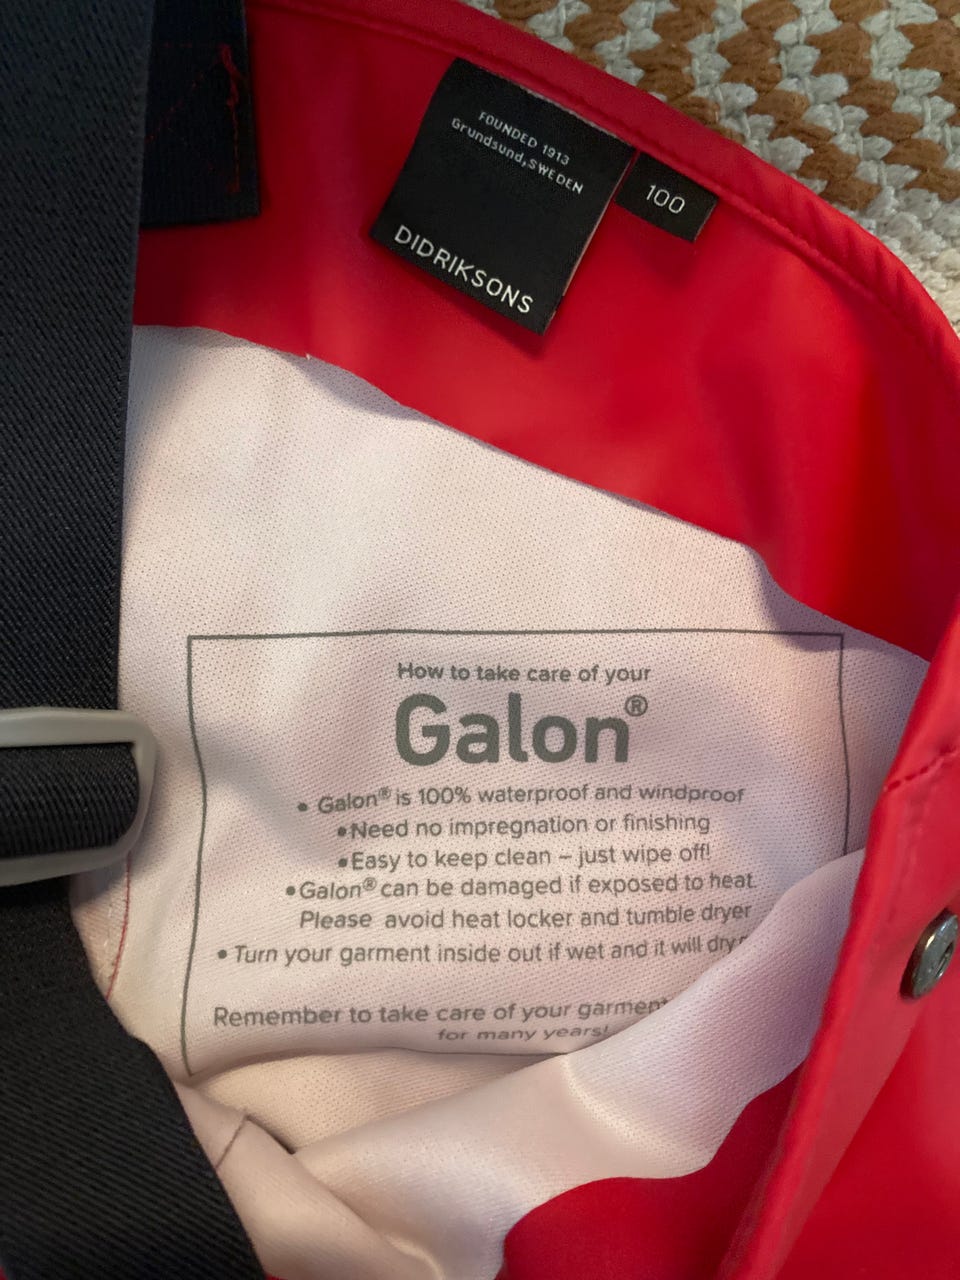 FOUNDED 1913
Grundsund, SWEDEN
DIDRIKSONS
100
How to take care of your
Galon®
• Galon® is 100% waterproof and windproof
•Need no impregnation or finishing
•Easy to keep clean – just wipe off!
•Galon® can be damaged if exposed to heat.
Please avoid heat locker and tumble dryer
• Turn your garment inside out if wet and it will dry
Remember to take care of your garment
for many years!